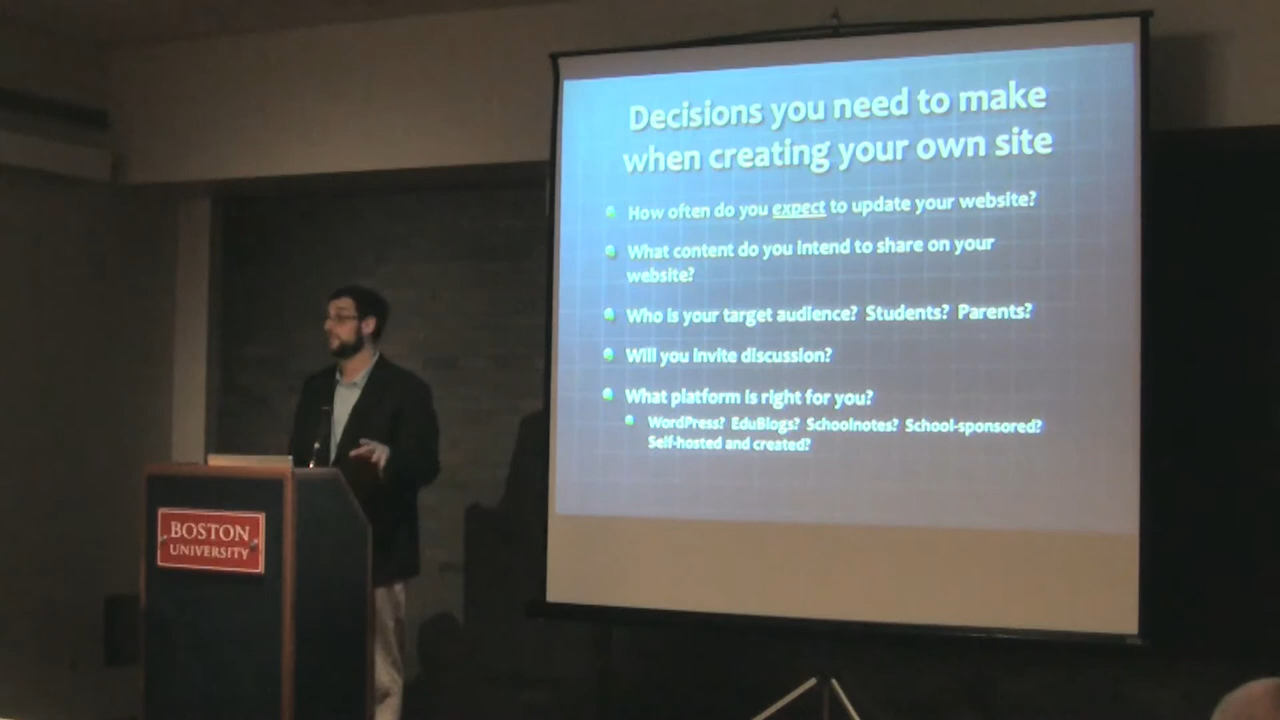 Decisions you need to make
when creating your own site
How often do you expect to update your website?
What content do you intend to share on your
website?
Who is your target audience? Students? Parents?
Will you invite discussion?
What platform is right for you?
WordPress? EduBlogs? Schoolnotes? School-sponsored?
Self-hosted and created?
BOSTON
UNIVERSITY